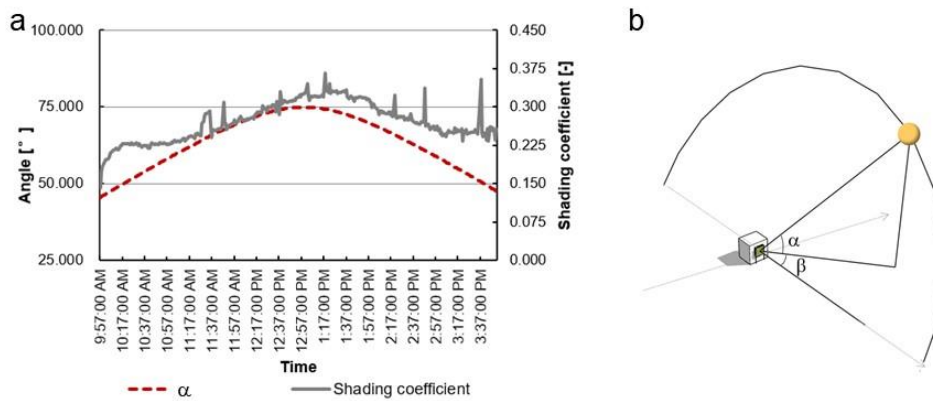 a
b
100.000
75.000
50.000
25.000
Angle [°]
0.450
0.375
0.300
0.225
0.150
0.075
0.000
Shading coefficient [-]
9:57:00 AM
10:17:00 AM
10:37:00 AM
10:57:00 AM
11:17:00 AM
11:37:00 AM
11:57:00 AM
12:17:00 PM
12:37:00 PM
12:57:00 PM
1:17:00 PM
1:37:00 PM
1:57:00 PM
2:17:00 PM
2:37:00 PM
2:57:00 PM
3:17:00 PM
3:37:00 PM
Time
α
Shading coefficient
α
β